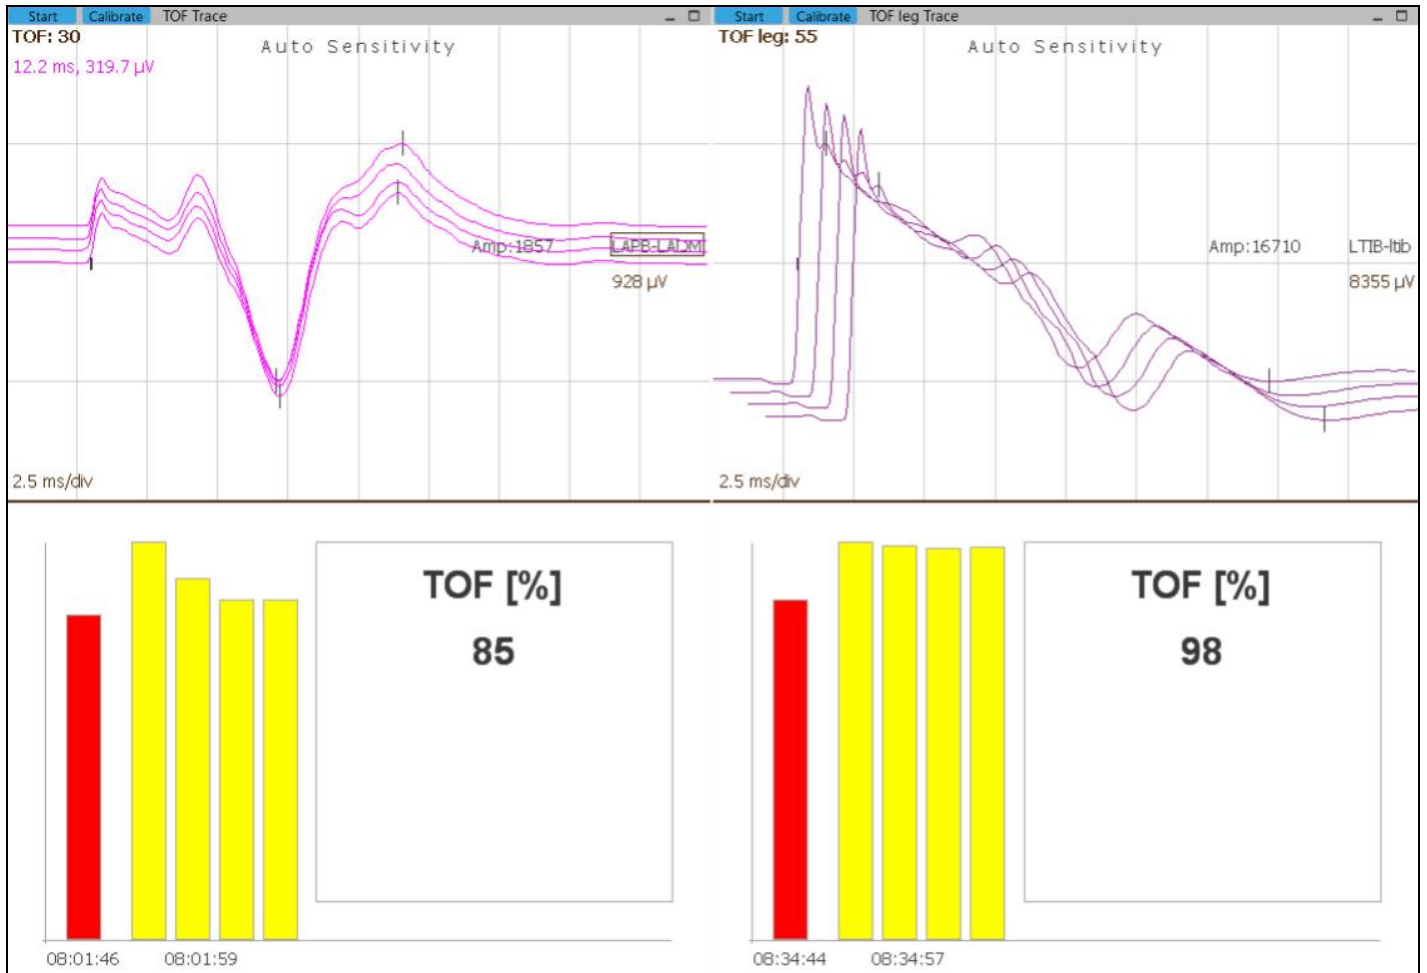 Start Calibrate TOF Trace
TOF: 30
Auto Sensitivity
12.2 ms, 319.7 µV
Amp:1857 LAPB-LADM
928 µV
2.5 ms/div
TOF [%]
85
08:01:46 08:01:59
Start Calibrate TOF leg Trace
TOF leg: 55
Auto Sensitivity
Amp:16710 LTIB-ltib
8355 µV
2.5 ms/div
TOF [%]
98
08:34:44 08:34:57